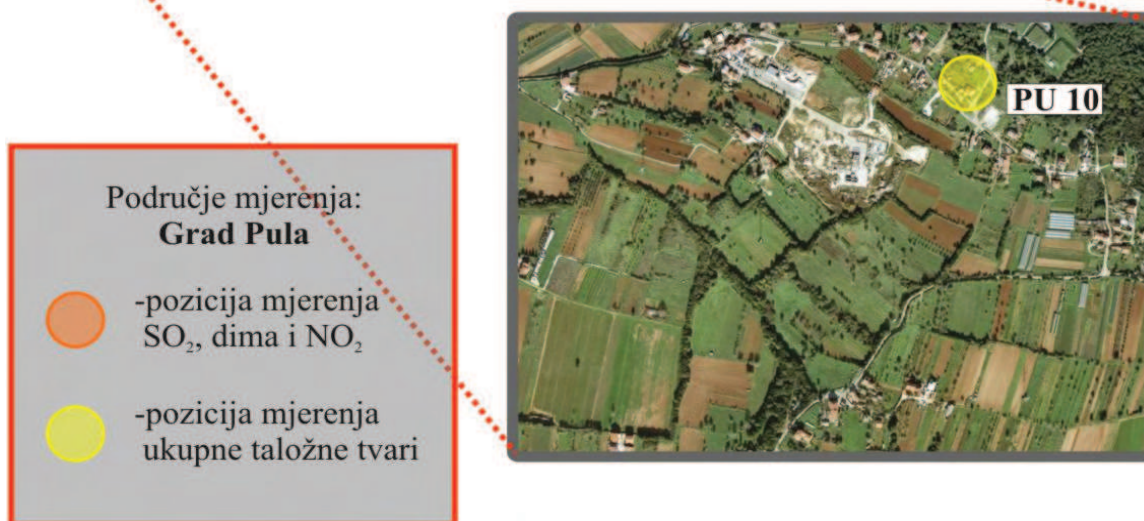 Područje mjerenja:
Grad Pula
-pozicija mjerenja
SO₂, dima i NO₂
-pozicija mjerenja
ukupne taložne tvari
PU 10